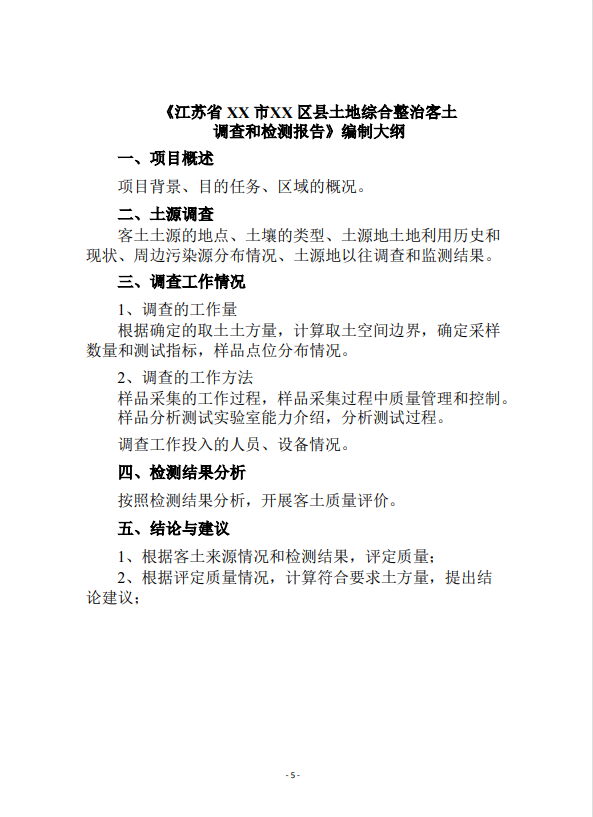 《江苏省 XX 市XX 区县土地综合整治客土
调查和检测报告》编制大纲
一、项目概述
项目背景、目的任务、区域的概况。
二、土源调查
客土土源的地点、土壤的类型、土源地土地利用历史和
现状、周边污染源分布情况、土源地以往调查和监测结果。
三、调查工作情况
1、调查的工作量
根据确定的取土土方量，计算取土空间边界，确定采样
数量和测试指标，样品点位分布情况。
2、调查的工作方法
样品采集的工作过程，样品采集过程中质量管理和控制。
样品分析测试实验室能力介绍，分析测试过程。
调查工作投入的人员、设备情况。
四、检测结果分析
按照检测结果分析，开展客土质量评价。
五、结论与建议
1、根据客土来源情况和检测结果，评定质量；
2、根据评定质量情况，计算符合要求土方量，提出结
论建议；
- 5 -